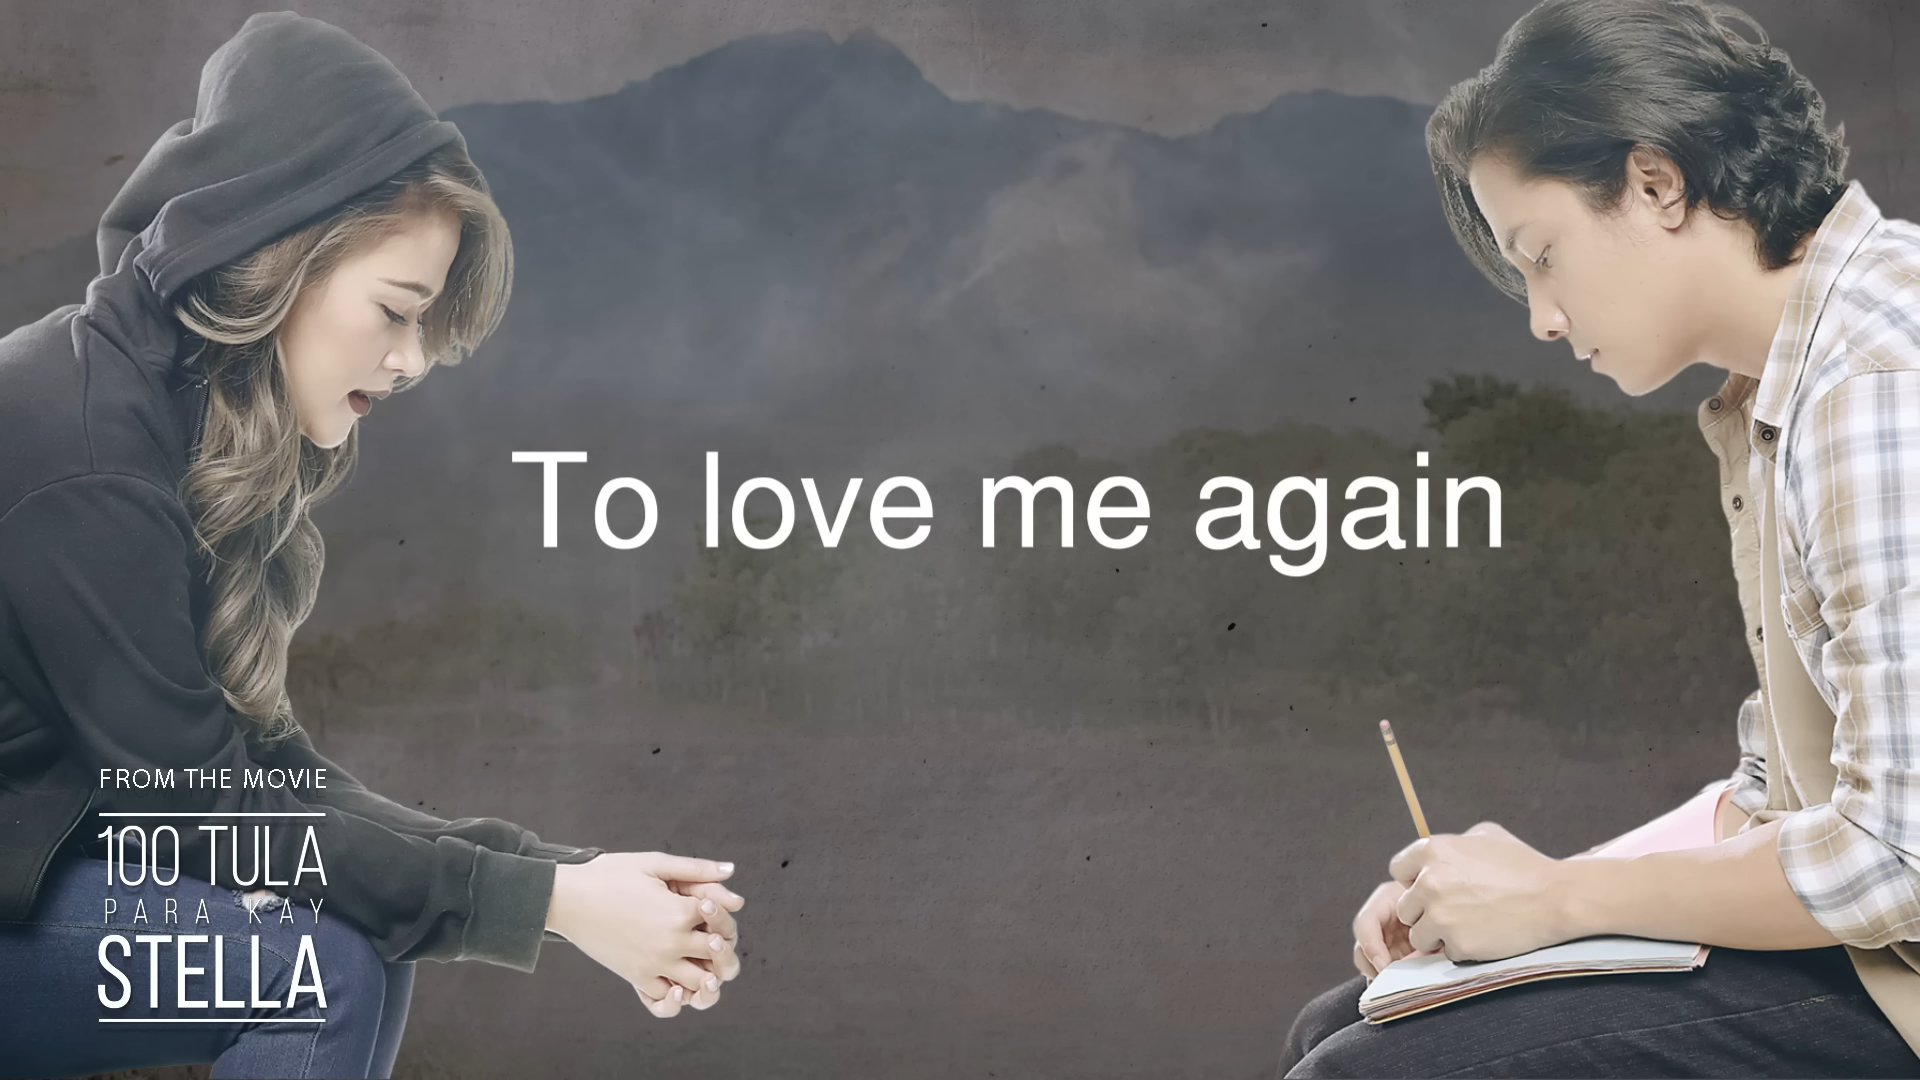 To love me again
FROM THE MOVIE
100 TULA
PARA KAY
STELLA